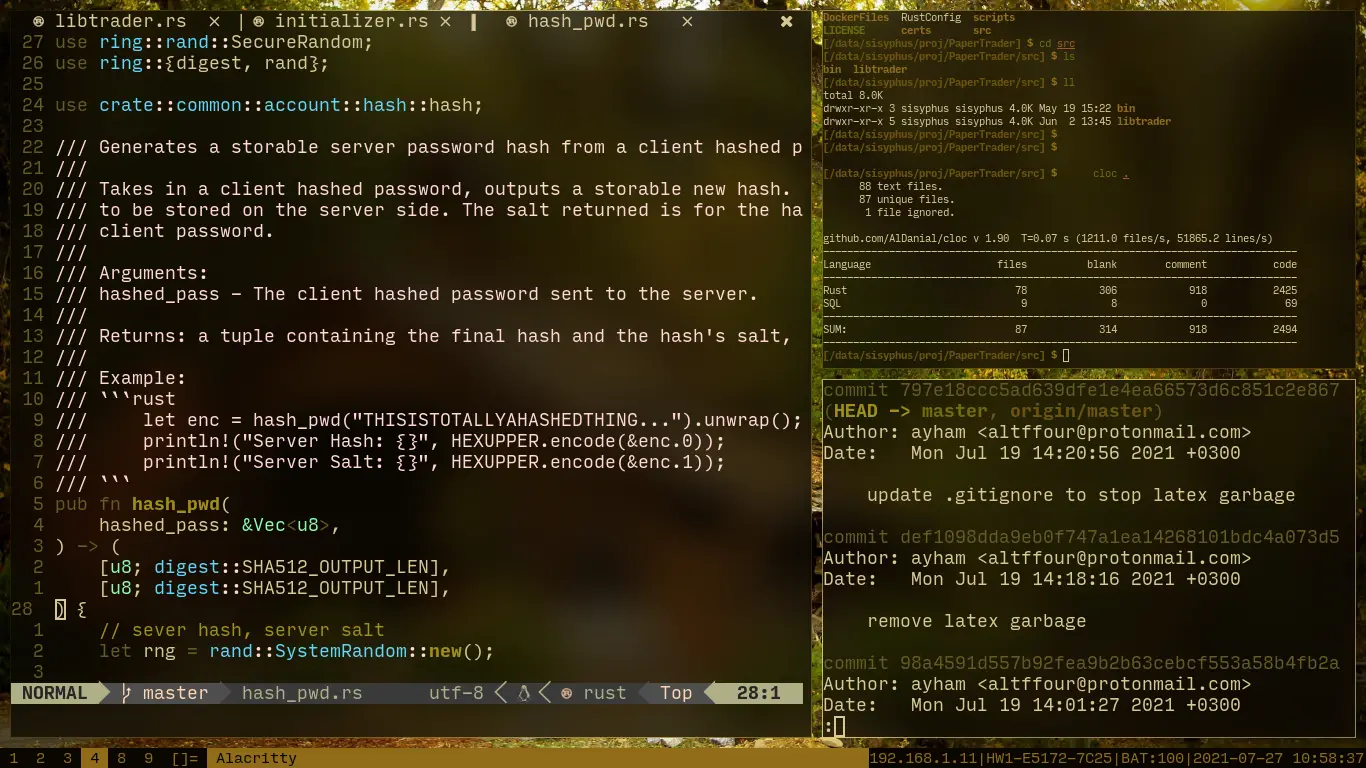 libtrader.rs × | initializer.rs × | hash_pwd.rs ×
27 use ring::rand::SecureRandom;
26 use ring::{digest, rand};
25
24 use crate::common::account::hash::hash;
23
22 /// Generates a storable server password hash from a client hashed p
21 ///
20 /// Takes in a client hashed password, outputs a storable new hash.
19 /// to be stored on the server side. The salt returned is for the ha
18 /// client password.
17 ///
16 /// Arguments:
15 /// hashed_pass - The client hashed password sent to the server.
14 ///
13 /// Returns: a tuple containing the final hash and the hash's salt,
12 ///
11 /// Example:
10 /// ```rust
9 ///     let enc = hash_pwd("THISISTOTALLYAHASHEDTHING...").unwrap();
8 ///     println!("Server Hash: {}", HEXUPPER.encode(&enc.0));
7 ///     println!("Server Salt: {}", HEXUPPER.encode(&enc.1));
6 /// ```
5 pub fn hash_pwd(
4     hashed_pass: &Vec<u8>,
3 ) -> (
2     [u8; digest::SHA512_OUTPUT_LEN],
1     [u8; digest::SHA512_OUTPUT_LEN],
28 ) {
1     // sever hash, server salt
2     let rng = rand::SystemRandom::new();
3
NORMAL master hash_pwd.rs utf-8 rust Top 28:1
DockerFiles RustConfig scripts
LICENSE certs src
[/data/sisyphus/proj/PaperTrader] $ cd src
[/data/sisyphus/proj/PaperTrader/src] $ ls
bin libtrader
[/data/sisyphus/proj/PaperTrader/src] $ ll
total 8.0K
drwxr-xr-x 3 sisyphus sisyphus 4.0K May 19 15:22 bin
drwxr-xr-x 5 sisyphus sisyphus 4.0K Jun  2 13:45 libtrader
[/data/sisyphus/proj/PaperTrader/src] $
[/data/sisyphus/proj/PaperTrader/src] $
[/data/sisyphus/proj/PaperTrader/src] $ cloc .
88 text files.
87 unique files.
1 file ignored.
github.com/AlDanial/cloc v 1.90  T=0.07 s (1211.0 files/s, 51865.2 lines/s)
Language files blank comment code
Rust 78 306 918 2425
SQL 9 8 0 69
SUM: 87 314 918 2494
[/data/sisyphus/proj/PaperTrader/src] $
commit 797e18ccc5ad639dfe1e4ea66573d6c851c2e867
(HEAD -> master, origin/master)
Author: ayham <altffour@protonmail.com>
Date:   Mon Jul 19 14:20:56 2021 +0300
update .gitignore to stop latex garbage
commit def1098dda9eb0f747a1ea14268101bdc4a073d5
Author: ayham <altffour@protonmail.com>
Date:   Mon Jul 19 14:18:16 2021 +0300
remove latex garbage
commit 98a4591d557b92fea9b2b63cebcf553a58b4fb2a
Author: ayham <altffour@protonmail.com>
Date:   Mon Jul 19 14:01:27 2021 +0300
:
1 2 3 4 8 9 []= Alacritty 192.168.1.11|HW1-E5172-7C25|BAT:100|2021-07-27 10:58:37